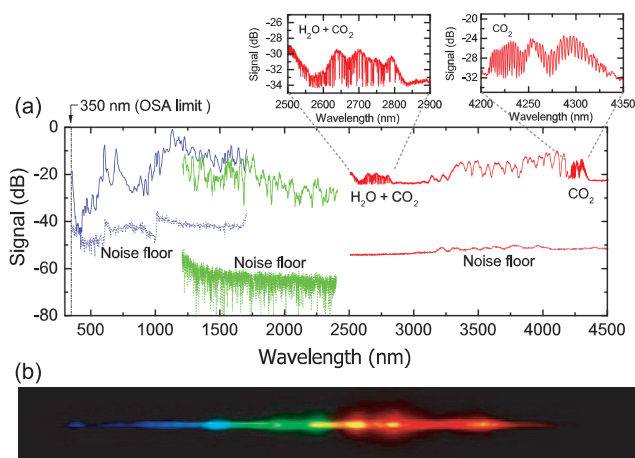 H2O + CO2
Signal (dB)
-28
-30
-32
-34
2500 2600 2700 2800 2900
Wavelength (nm)
CO2
Signal (dB)
-24
-28
-32
4200 4250 4300 4350
Wavelength (nm)
(a)
350 nm (OSA limit )
Signal (dB)
0
-20
-40
-60
-80
H2O + CO2
CO2
Noise floor
Noise floor
Noise floor
500 1000 1500 2000 2500 3000 3500 4000 4500
Wavelength (nm)
(b)